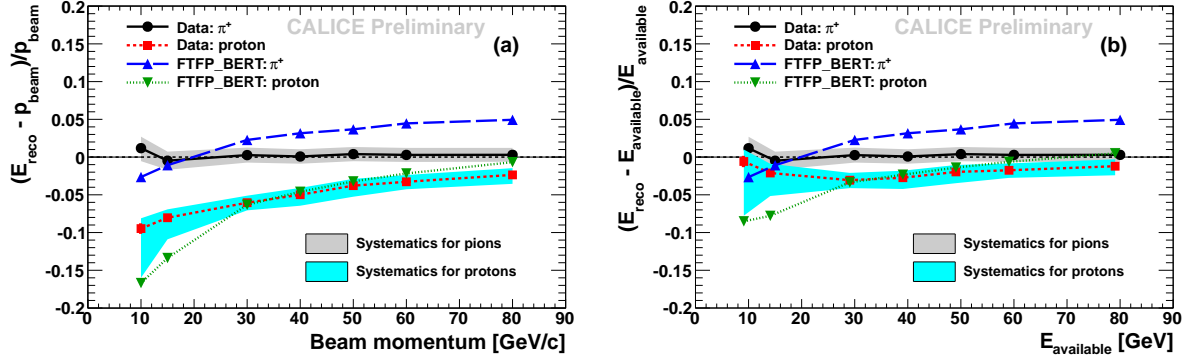 CALICE Preliminary
(a)
Data: π⁺
Data: proton
FTFP_BERT: π⁺
FTFP_BERT: proton
Systematics for pions
Systematics for protons
(E_reco - p_beam)/p_beam
0.2
0.15
0.1
0.05
0
-0.05
-0.1
-0.15
-0.2
0 10 20 30 40 50 60 70 80 90
Beam momentum [GeV/c]
CALICE Preliminary
(b)
Data: π⁺
Data: proton
FTFP_BERT: π⁺
FTFP_BERT: proton
Systematics for pions
Systematics for protons
(E_reco - E_available)/E_available
0.2
0.15
0.1
0.05
0
-0.05
-0.1
-0.15
-0.2
0 10 20 30 40 50 60 70 80 90
E_available [GeV]